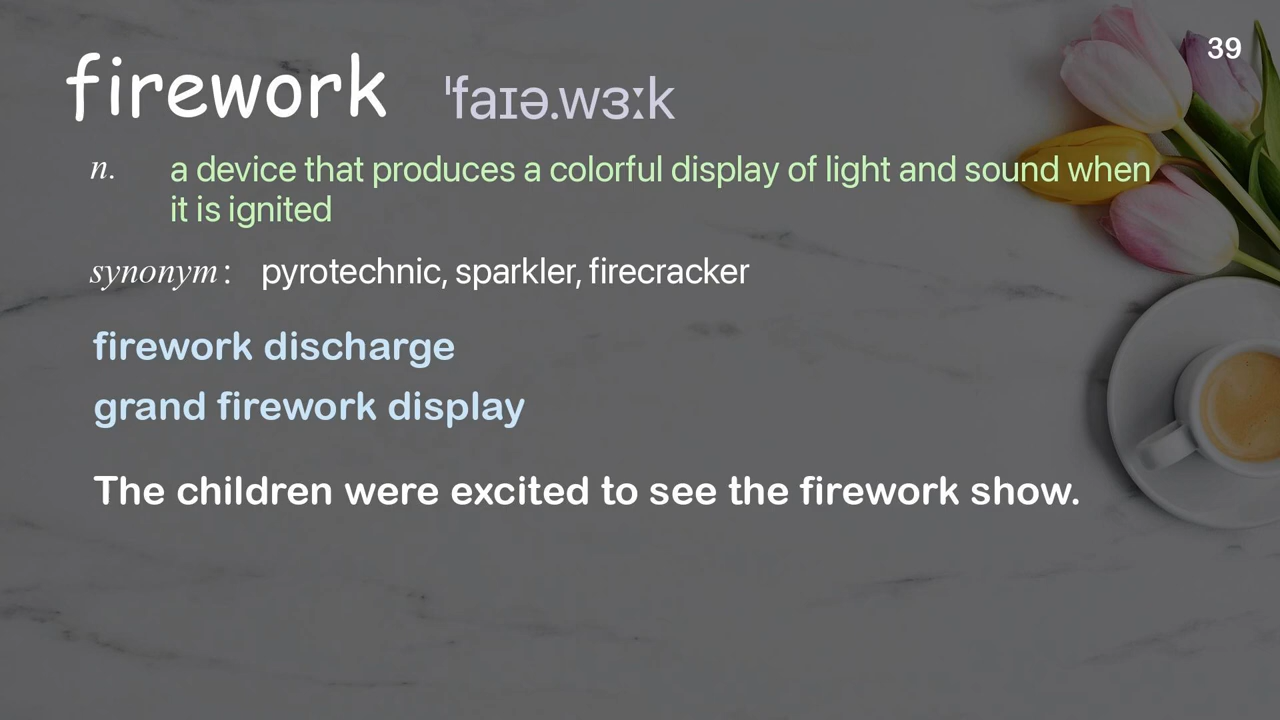 39
firework ˈfaɪə.wɜːk
n. a device that produces a colorful display of light and sound when
it is ignited
synonym: pyrotechnic, sparkler, firecracker
firework discharge
grand firework display
The children were excited to see the firework show.